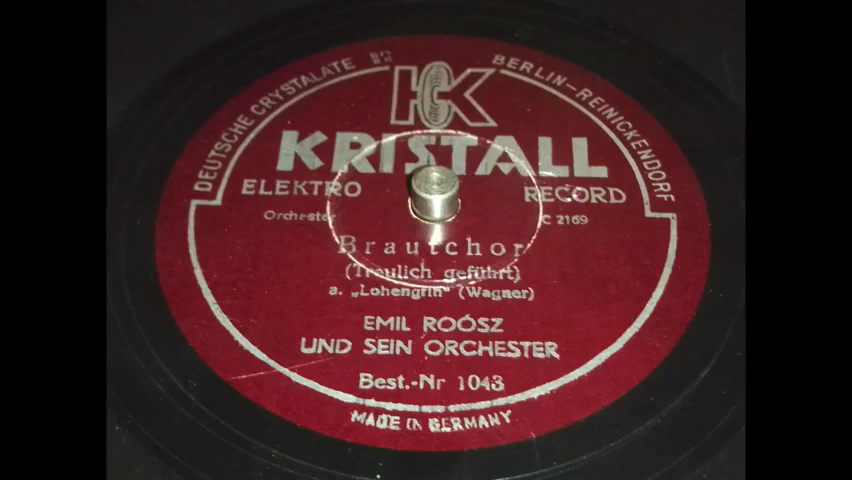 DEUTSCHE CRYSTALATE
BERLIN-REINICKENDORF
K
KRISTALL
ELEKTRO RECORD
Orchester C 2169
Brautchor
(Treulich geführt)
a. „Lohengrin" (Wagner)
EMIL ROÓSZ
UND SEIN ORCHESTER
Best.-Nr 1043
MADE IN GERMANY